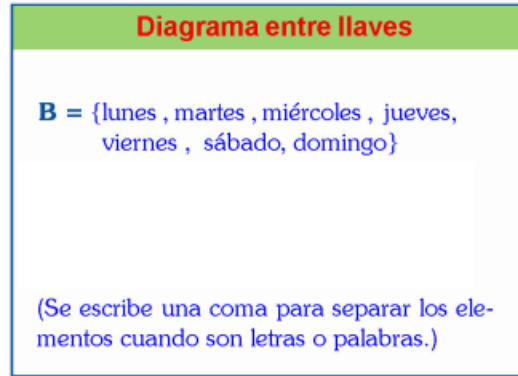 Diagrama entre llaves
B = {lunes , martes , miércoles , jueves,
viernes , sábado, domingo}
(Se escribe una coma para separar los ele-
mentos cuando son letras o palabras.)